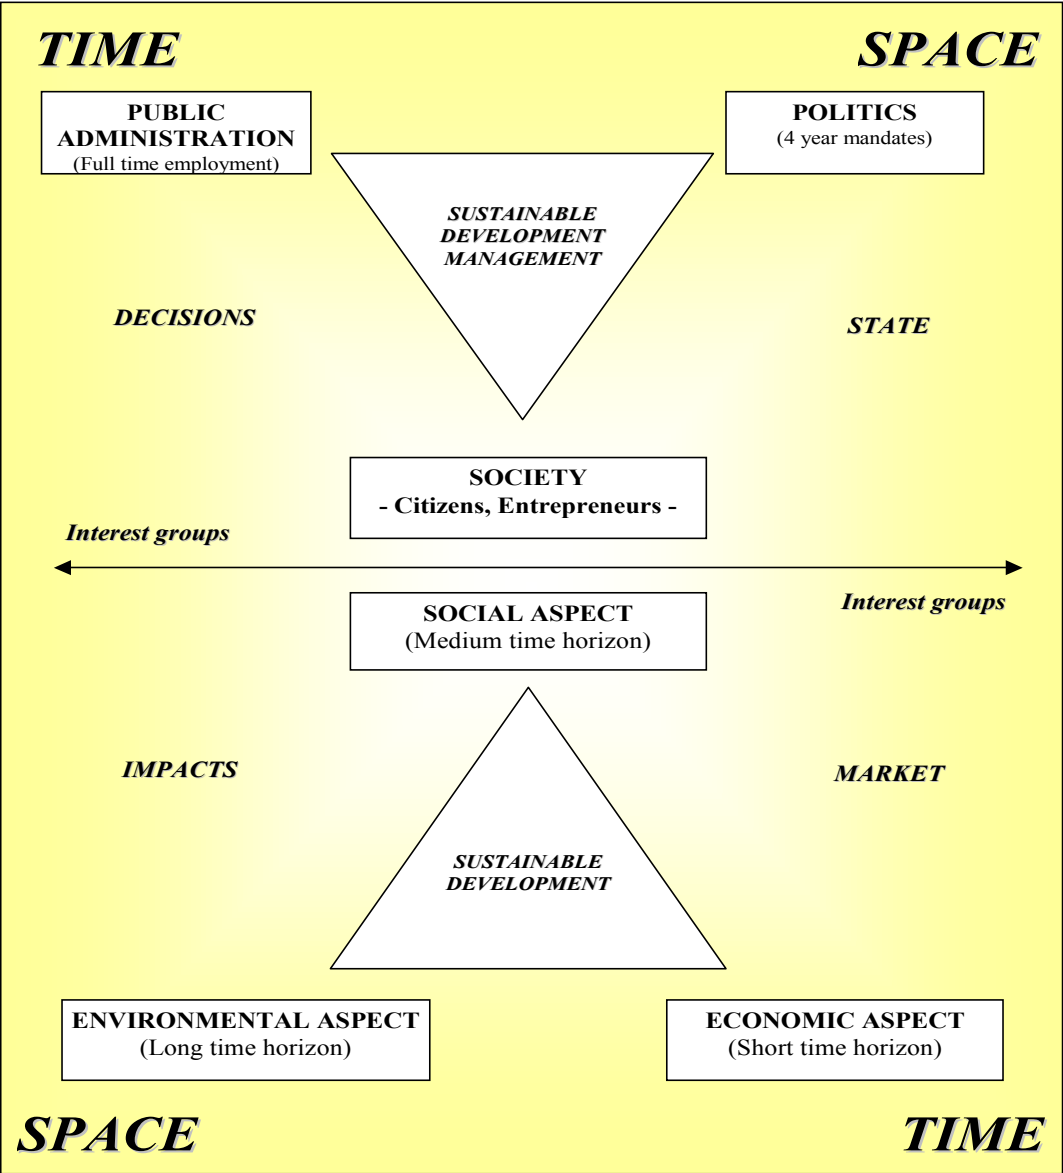 TIME
SPACE
PUBLIC
ADMINISTRATION
(Full time employment)
POLITICS
(4 year mandates)
SUSTAINABLE
DEVELOPMENT
MANAGEMENT
DECISIONS
STATE
SOCIETY
- Citizens, Entrepreneurs -
Interest groups
Interest groups
SOCIAL ASPECT
(Medium time horizon)
IMPACTS
MARKET
SUSTAINABLE
DEVELOPMENT
ENVIRONMENTAL ASPECT
(Long time horizon)
ECONOMIC ASPECT
(Short time horizon)
SPACE
TIME